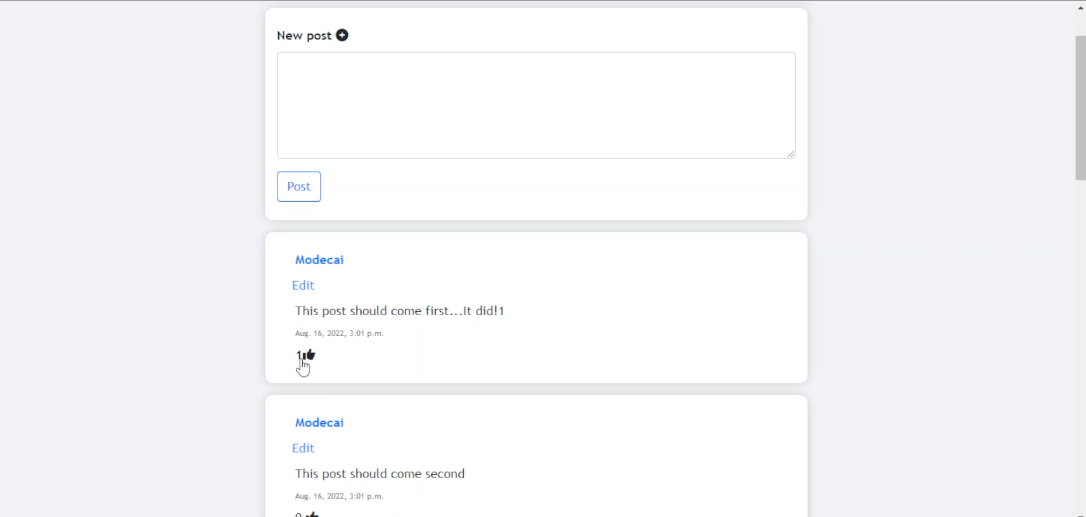 New post
Post
Modecai
Edit
This post should come first...It did!1
Aug. 16, 2022, 3:01 p.m.
1
Modecai
Edit
This post should come second
Aug. 16, 2022, 3:01 p.m.
0